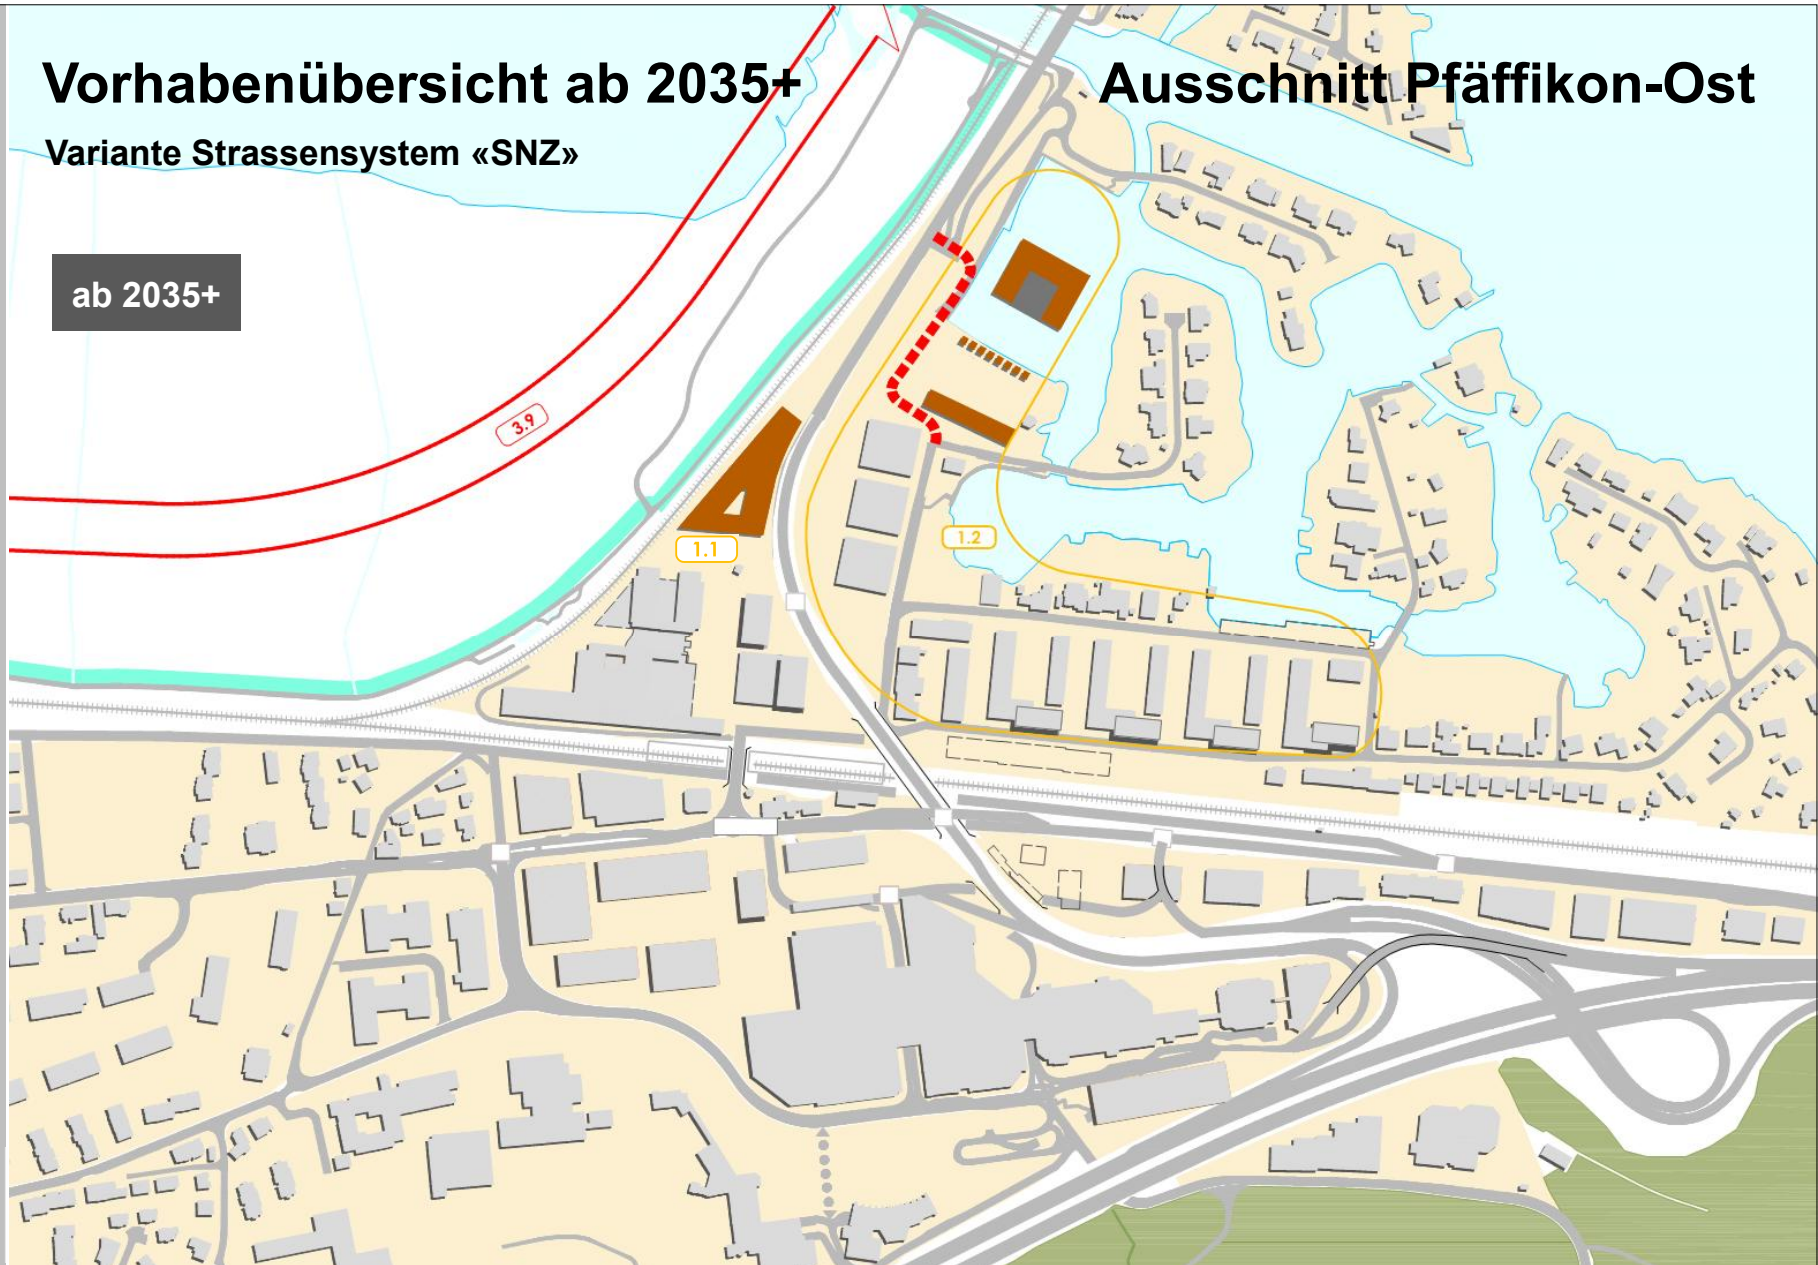 Vorhabenübersicht ab 2035+
Ausschnitt Pfäffikon-Ost
Variante Strassensystem «SNZ»
ab 2035+
3.9
1.1
1.2